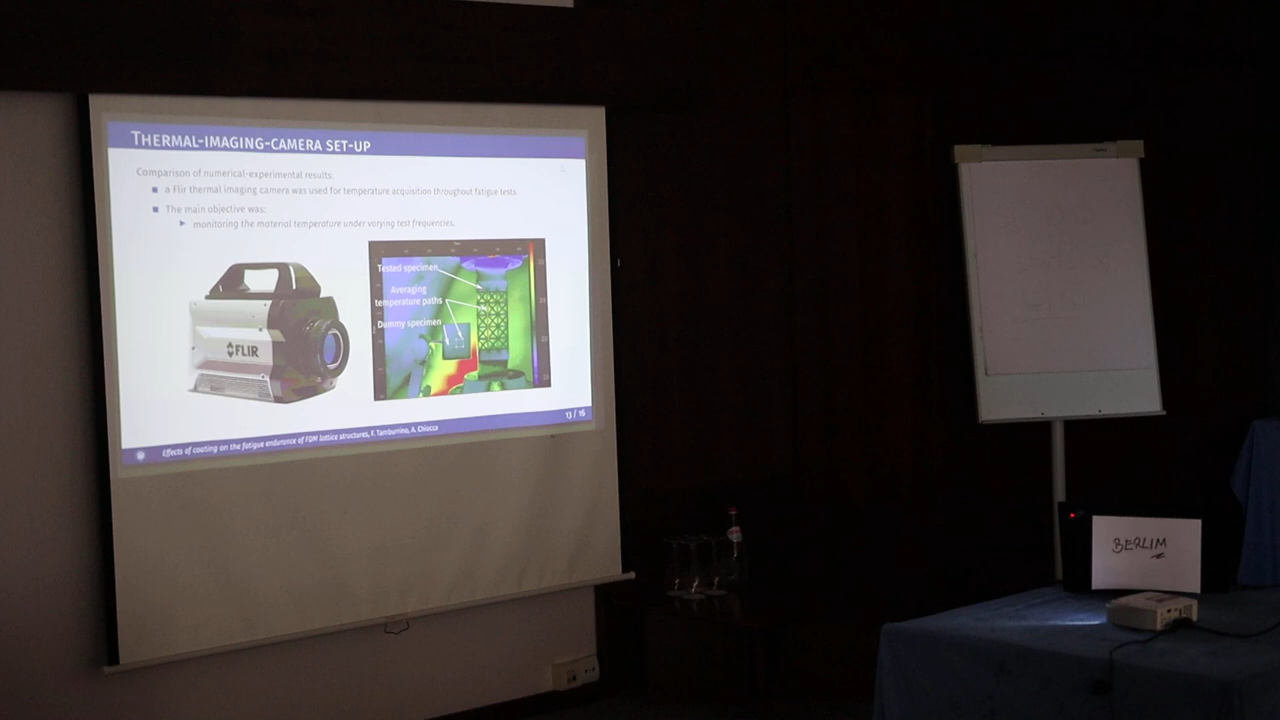 THERMAL-IMAGING-CAMERA SET-UP
Comparison of numerical-experimental results:
a Flir thermal imaging camera was used for temperature acquisition throughout fatigue tests.
The main objective was:
monitoring the material temperature under varying test frequencies.
FLIR
Tested specimen
Averaging
temperature paths
Dummy specimen
13 / 16
Effects of coating on the fatigue endurance of FDM lattice structures, F. Tamburrino, A. Chiocca
BERLIM